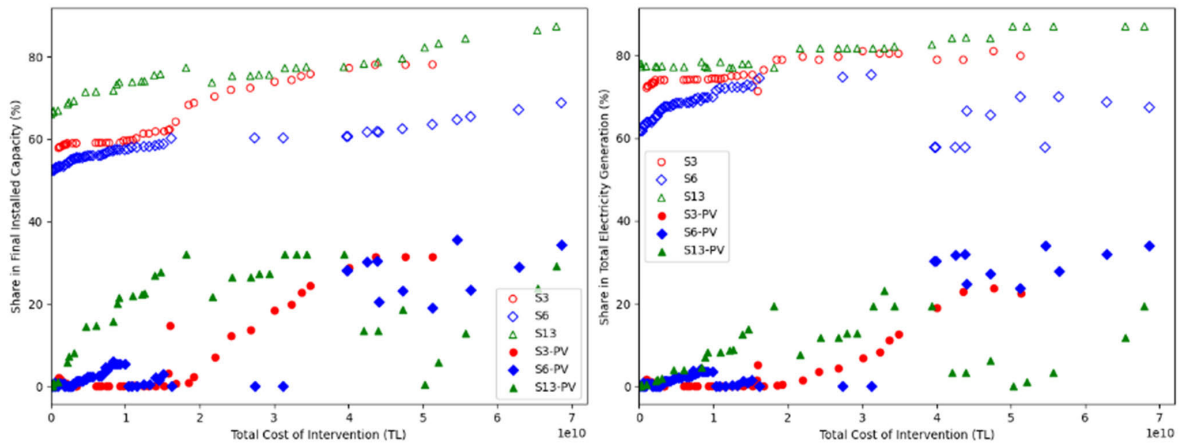 Share in Final Installed Capacity (%)
80
60
40
20
0
S3
S6
S13
S3-PV
S6-PV
S13-PV
0 1 2 3 4 5 6 7
1e10
Total Cost of Intervention (TL)
Share in Total Electricity Generation (%)
80
60
40
20
0
S3
S6
S13
S3-PV
S6-PV
S13-PV
0 1 2 3 4 5 6 7
1e10
Total Cost of Intervention (TL)